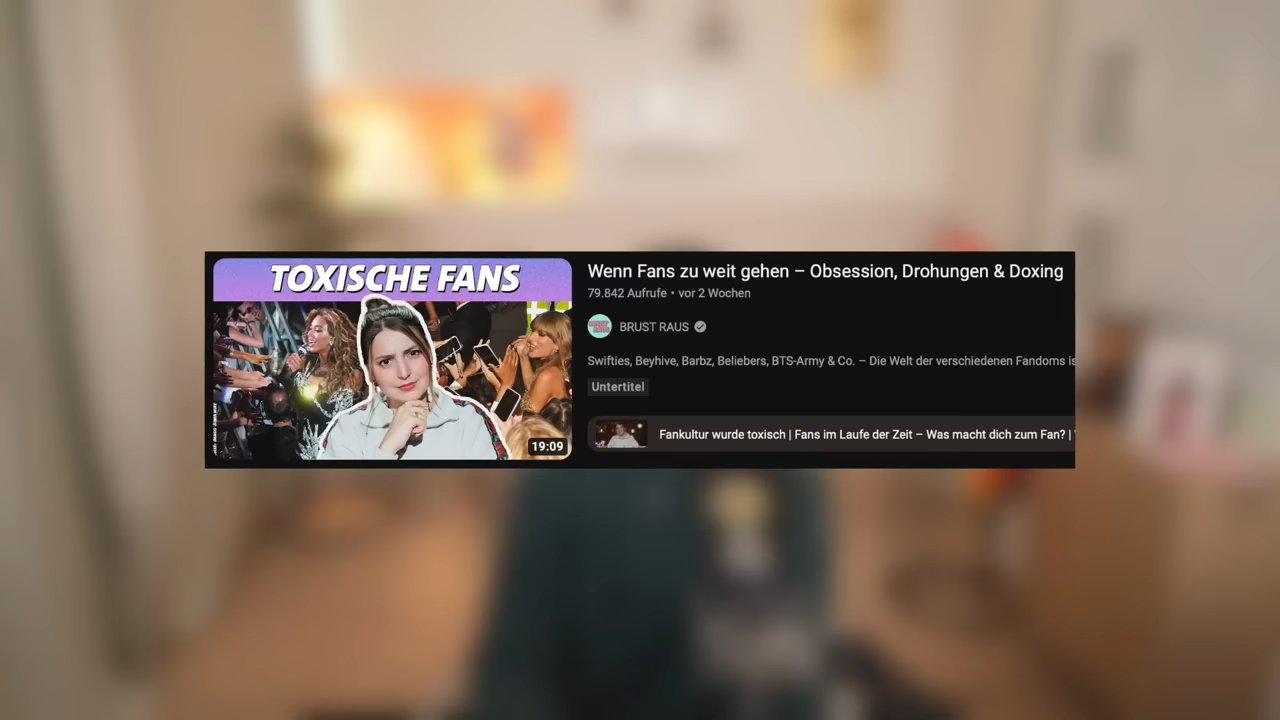 TOXISCHE FANS
19:09
Wenn Fans zu weit gehen – Obsession, Drohungen & Doxing
79.842 Aufrufe • vor 2 Wochen
BRUST RAUS
Swifties, Beyhive, Barbz, Beliebers, BTS-Army & Co. – Die Welt der verschiedenen Fandoms is
Untertitel
Fankultur wurde toxisch | Fans im Laufe der Zeit – Was macht dich zum Fan? |